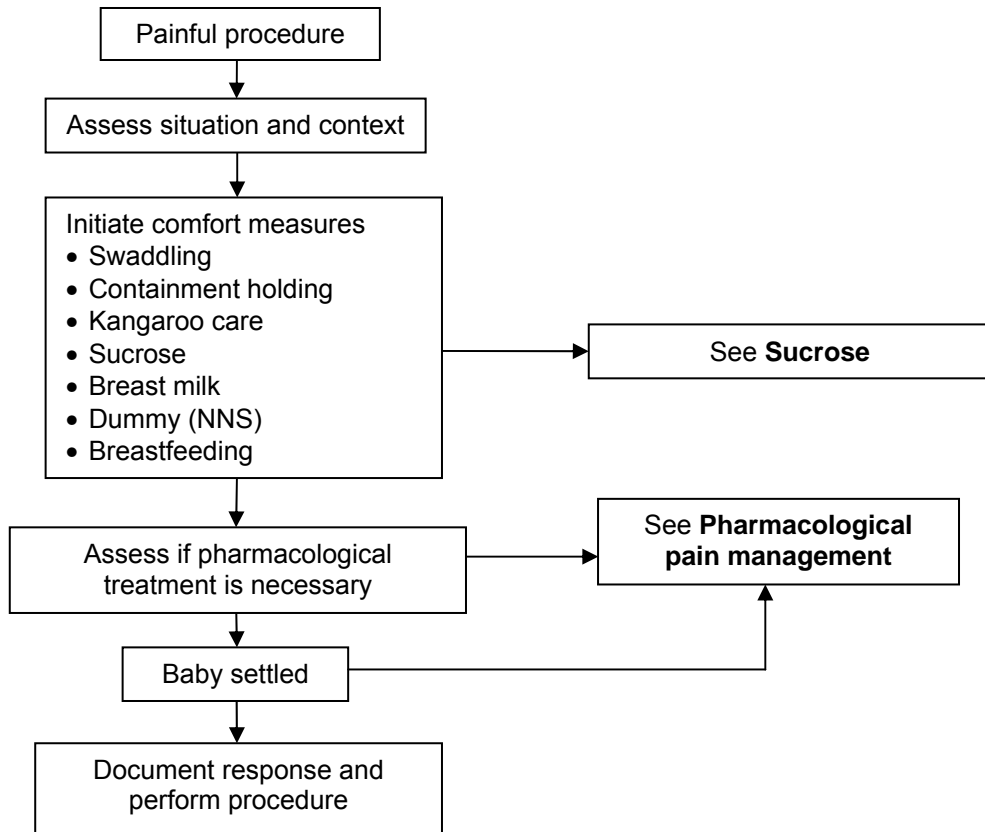 Painful procedure
Assess situation and context
Initiate comfort measures
• Swaddling
• Containment holding
• Kangaroo care
• Sucrose
• Breast milk
• Dummy (NNS)
• Breastfeeding
See Sucrose
Assess if pharmacological
treatment is necessary
See Pharmacological
pain management
Baby settled
Document response and
perform procedure